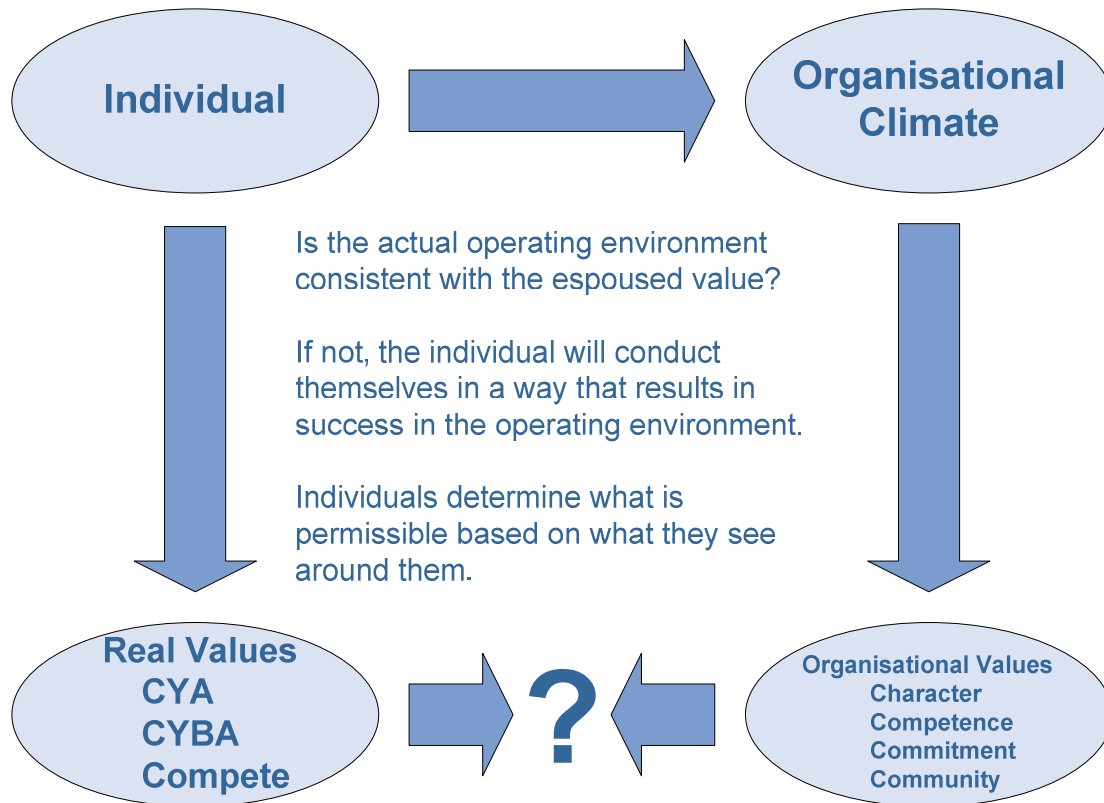 Individual
Organisational
Climate
Is the actual operating environment
consistent with the espoused value?
If not, the individual will conduct
themselves in a way that results in
success in the operating environment.
Individuals determine what is
permissible based on what they see
around them.
Real Values
CYA
CYBA
Compete
?
Organisational Values
Character
Competence
Commitment
Community